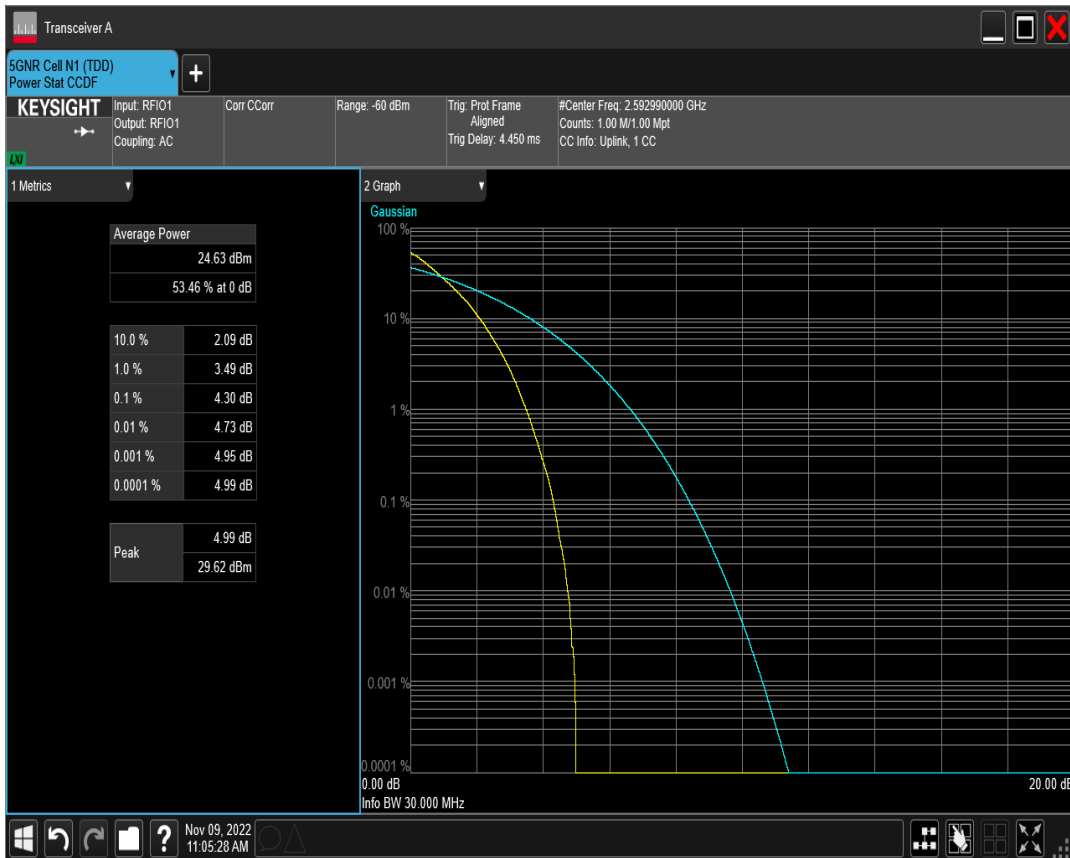 Transceiver A
5GNR Cell N1 (TDD)
Power Stat CCDF
+
KEYSIGHT
LXI
Input: RFIO1
Output: RFIO1
Coupling: AC
Corr CCorr
Range: -60 dBm
Trig: Prot Frame
Aligned
Trig Delay: 4.450 ms
#Center Freq: 2.592990000 GHz
Counts: 1.00 M/1.00 Mpt
CC Info: Uplink, 1 CC
1 Metrics
Average Power
24.63 dBm
53.46 % at 0 dB
10.0 % 2.09 dB
1.0 % 3.49 dB
0.1 % 4.30 dB
0.01 % 4.73 dB
0.001 % 4.95 dB
0.0001 % 4.99 dB
Peak 4.99 dB
29.62 dBm
2 Graph
Gaussian
100 %
10 %
1 %
0.1 %
0.01 %
0.001 %
0.0001 %
0.00 dB 20.00 dB
Info BW 30.000 MHz
?
Nov 09, 2022
11:05:28 AM